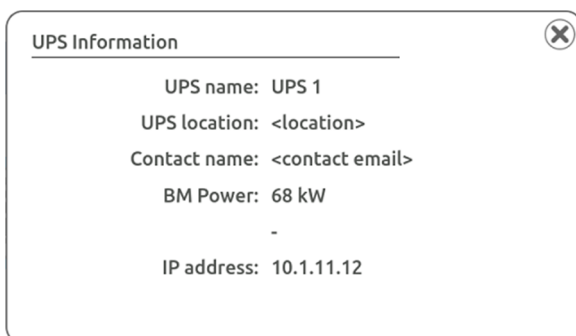 UPS Information
UPS name: UPS 1
UPS location: <location>
Contact name: <contact email>
BM Power: 68 kW
-
IP address: 10.1.11.12